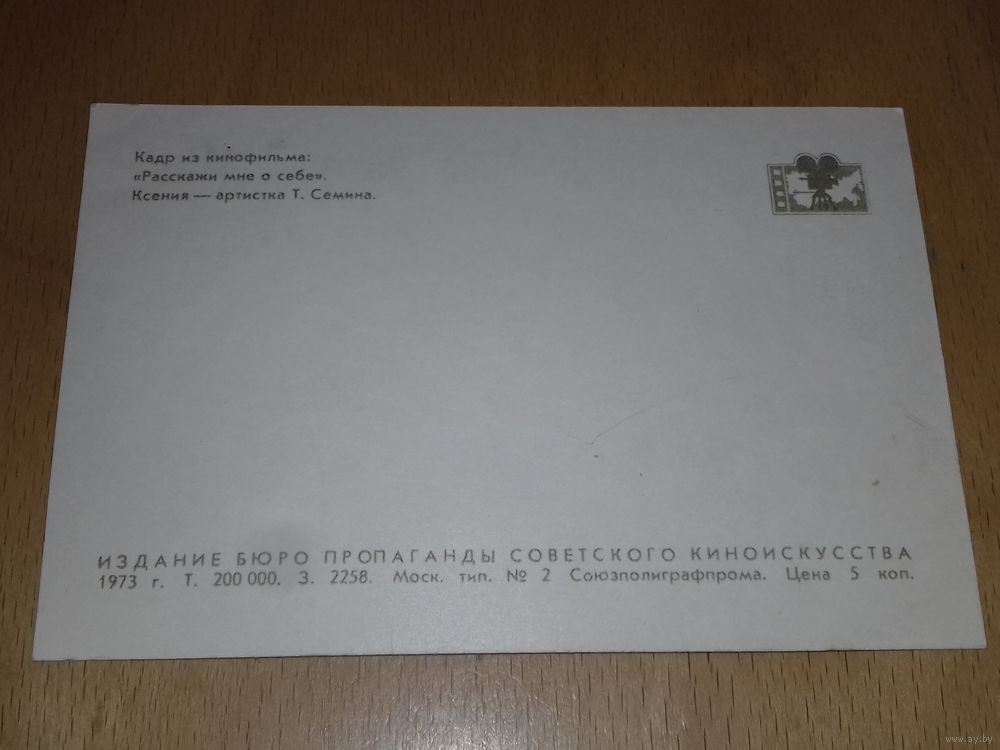 Кадр из кинофильма:
«Расскажи мне о себе».
Ксения — артистка Т. Семина.
ИЗДАНИЕ БЮРО ПРОПАГАНДЫ СОВЕТСКОГО КИНОИСКУССТВА
1973 г. Т. 200 000. З. 2258. Моск. тип. № 2 Союзполиграфпрома. Цена 5 коп.
www.ay.by